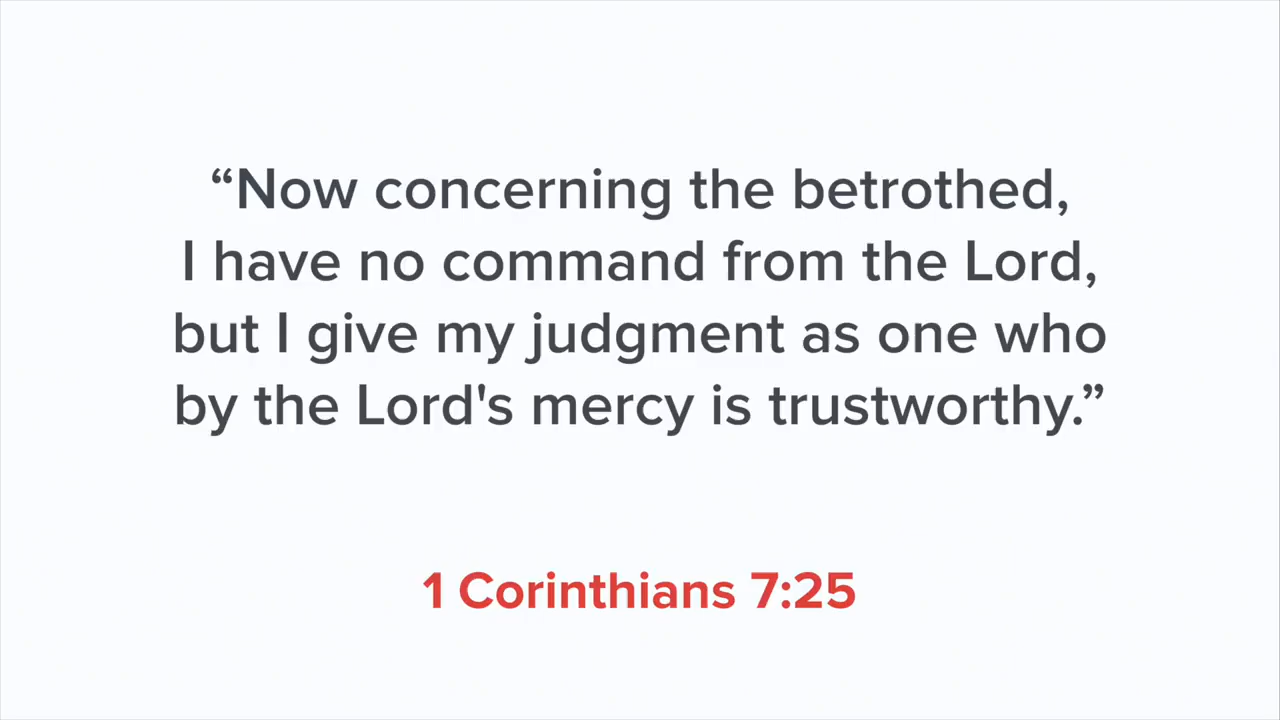 “Now concerning the betrothed,
I have no command from the Lord,
but I give my judgment as one who
by the Lord's mercy is trustworthy.”
1 Corinthians 7:25